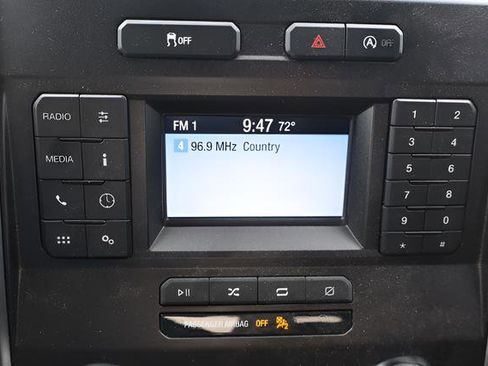 OFF
A OFF
RADIO
MEDIA
i
FM 1 9:47 72°
4 96.9 MHz Country
1 2
3 4
5 6
7 8
9 0
* #
PASSENGER AIRBAG OFF